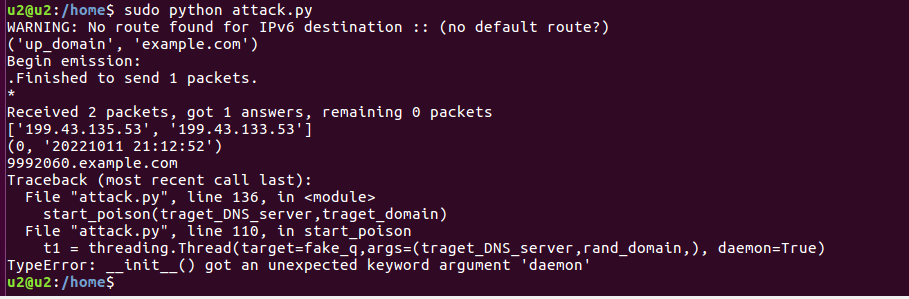 u2@u2:/home$ sudo python attack.py
WARNING: No route found for IPv6 destination :: (no default route?)
('up_domain', 'example.com')
Begin emission:
.Finished to send 1 packets.
*
Received 2 packets, got 1 answers, remaining 0 packets
['199.43.135.53', '199.43.133.53']
(0, '20221011 21:12:52')
9992060.example.com
Traceback (most recent call last):
  File "attack.py", line 136, in <module>
    start_poison(traget_DNS_server,traget_domain)
  File "attack.py", line 110, in start_poison
    t1 = threading.Thread(target=fake_q,args=(traget_DNS_server,rand_domain,), daemon=True)
TypeError: __init__() got an unexpected keyword argument 'daemon'
u2@u2:/home$